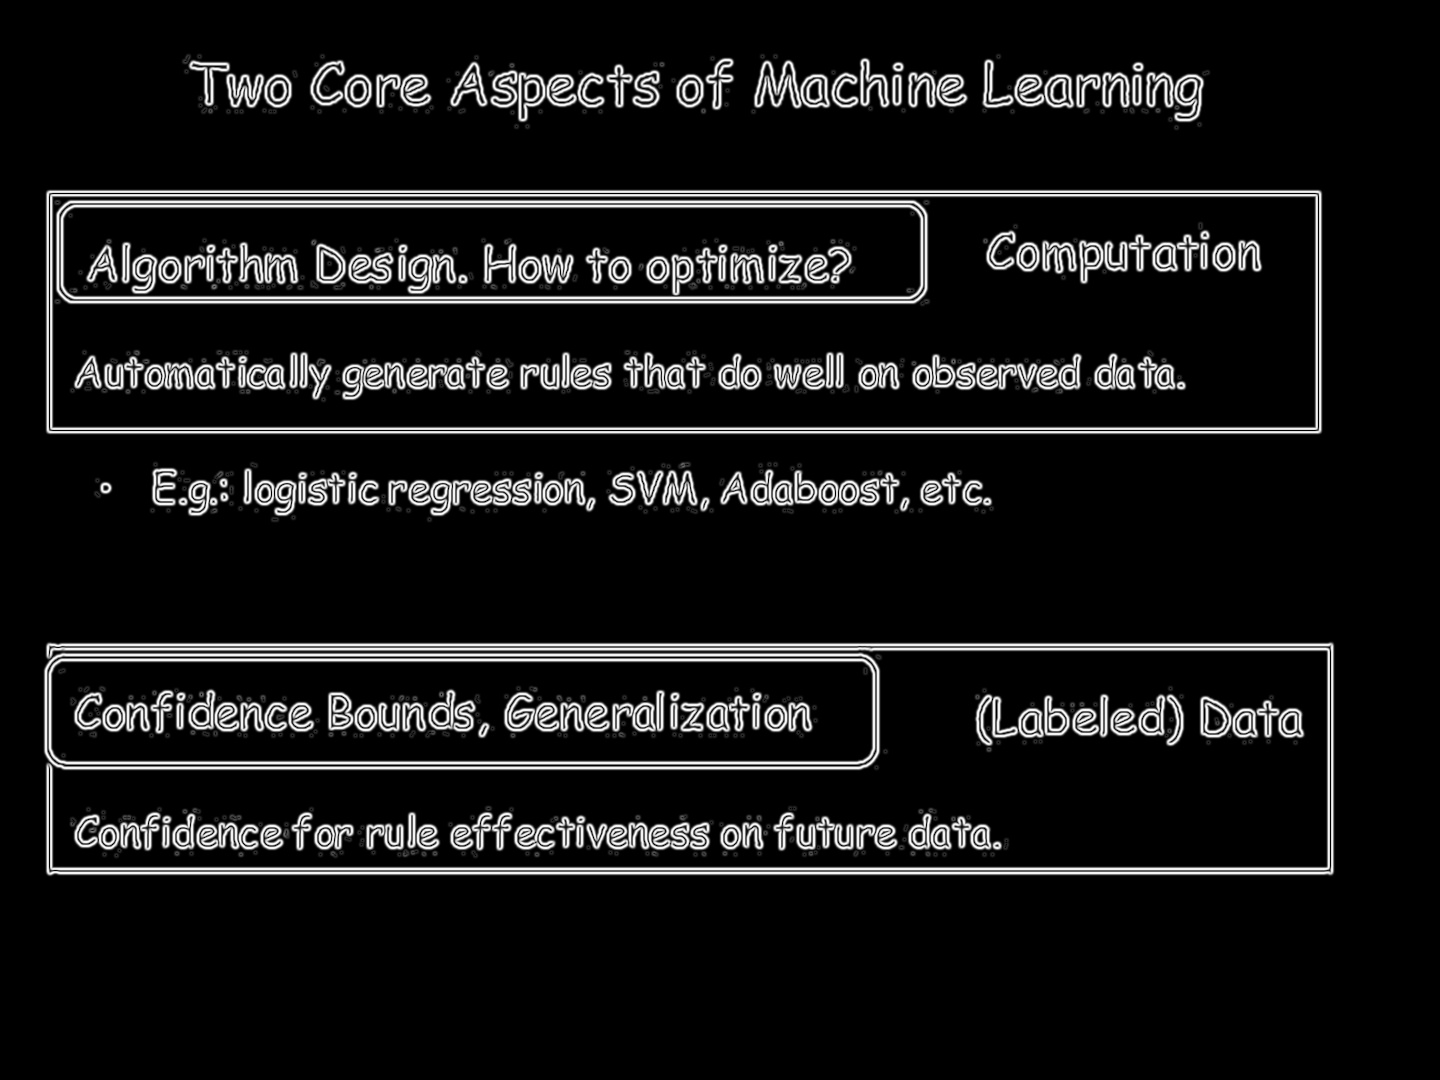 Two Core Aspects of Machine Learning
Algorithm Design. How to optimize?
Computation
Automatically generate rules that do well on observed data.
• E.g.: logistic regression, SVM, Adaboost, etc.
Confidence Bounds, Generalization
(Labeled) Data
Confidence for rule effectiveness on future data.